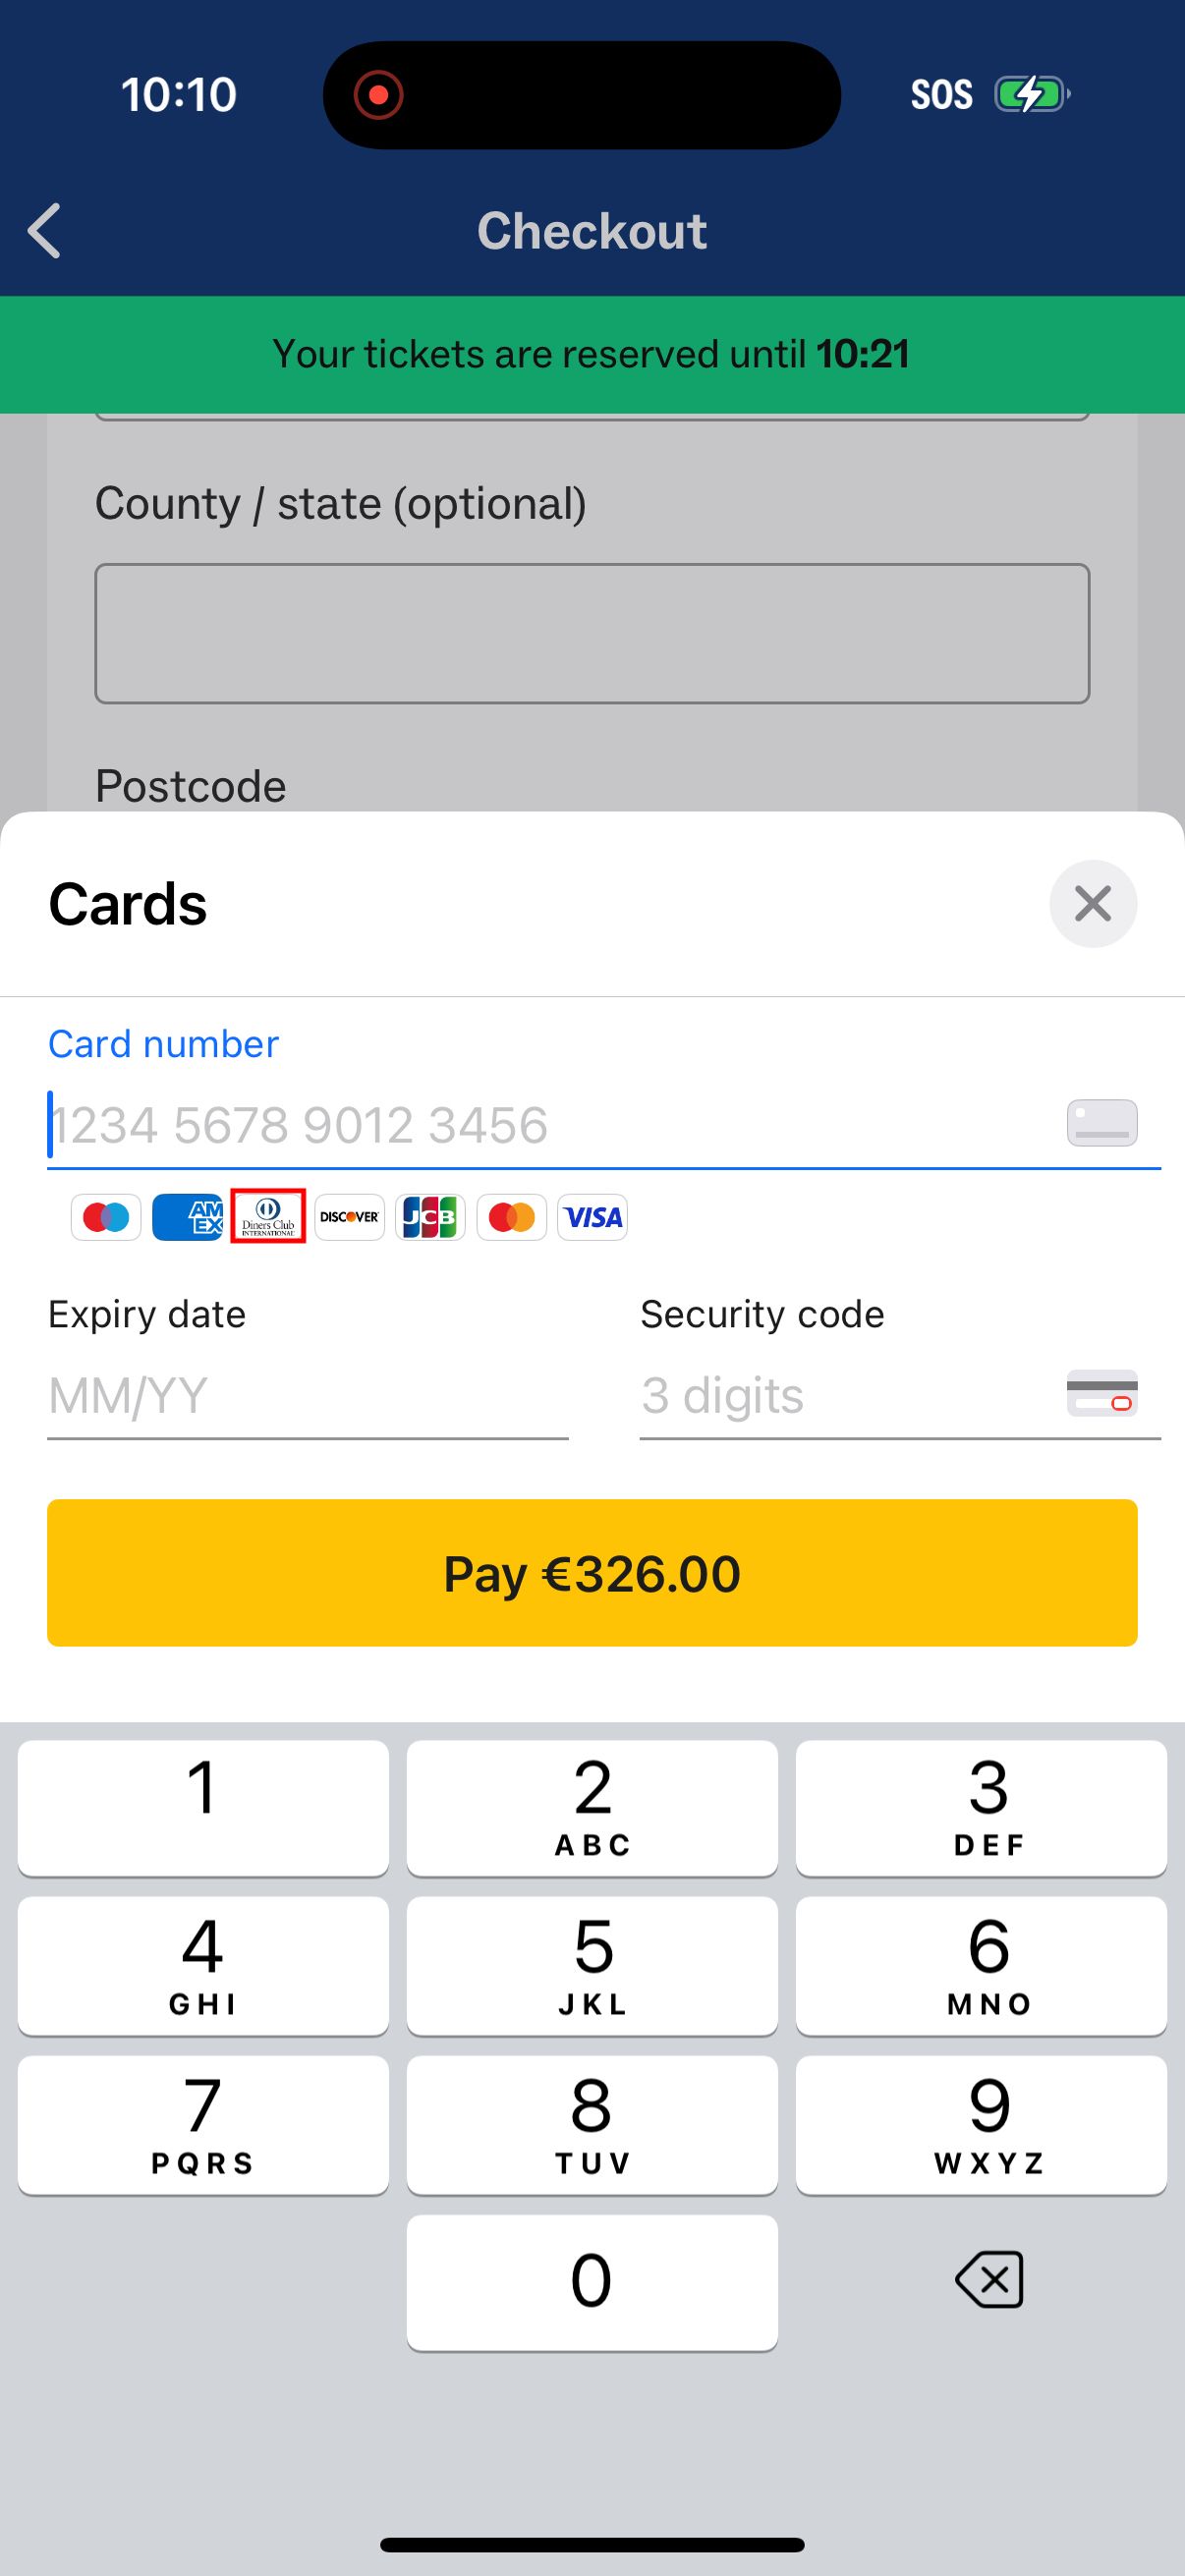 10:10
SOS
Checkout
Your tickets are reserved until 10:21
County / state (optional)
Postcode
Cards
Card number
1234 5678 9012 3456
AM EX
Diners Club
INTERNATIONAL
DISCOVER
JCB
VISA
Expiry date
Security code
MM/YY
3 digits
Pay €326.00
1
2
3
ABC
DEF
4
5
6
GHI
JKL
MNO
7
8
9
PQRS
TUV
WXYZ
0